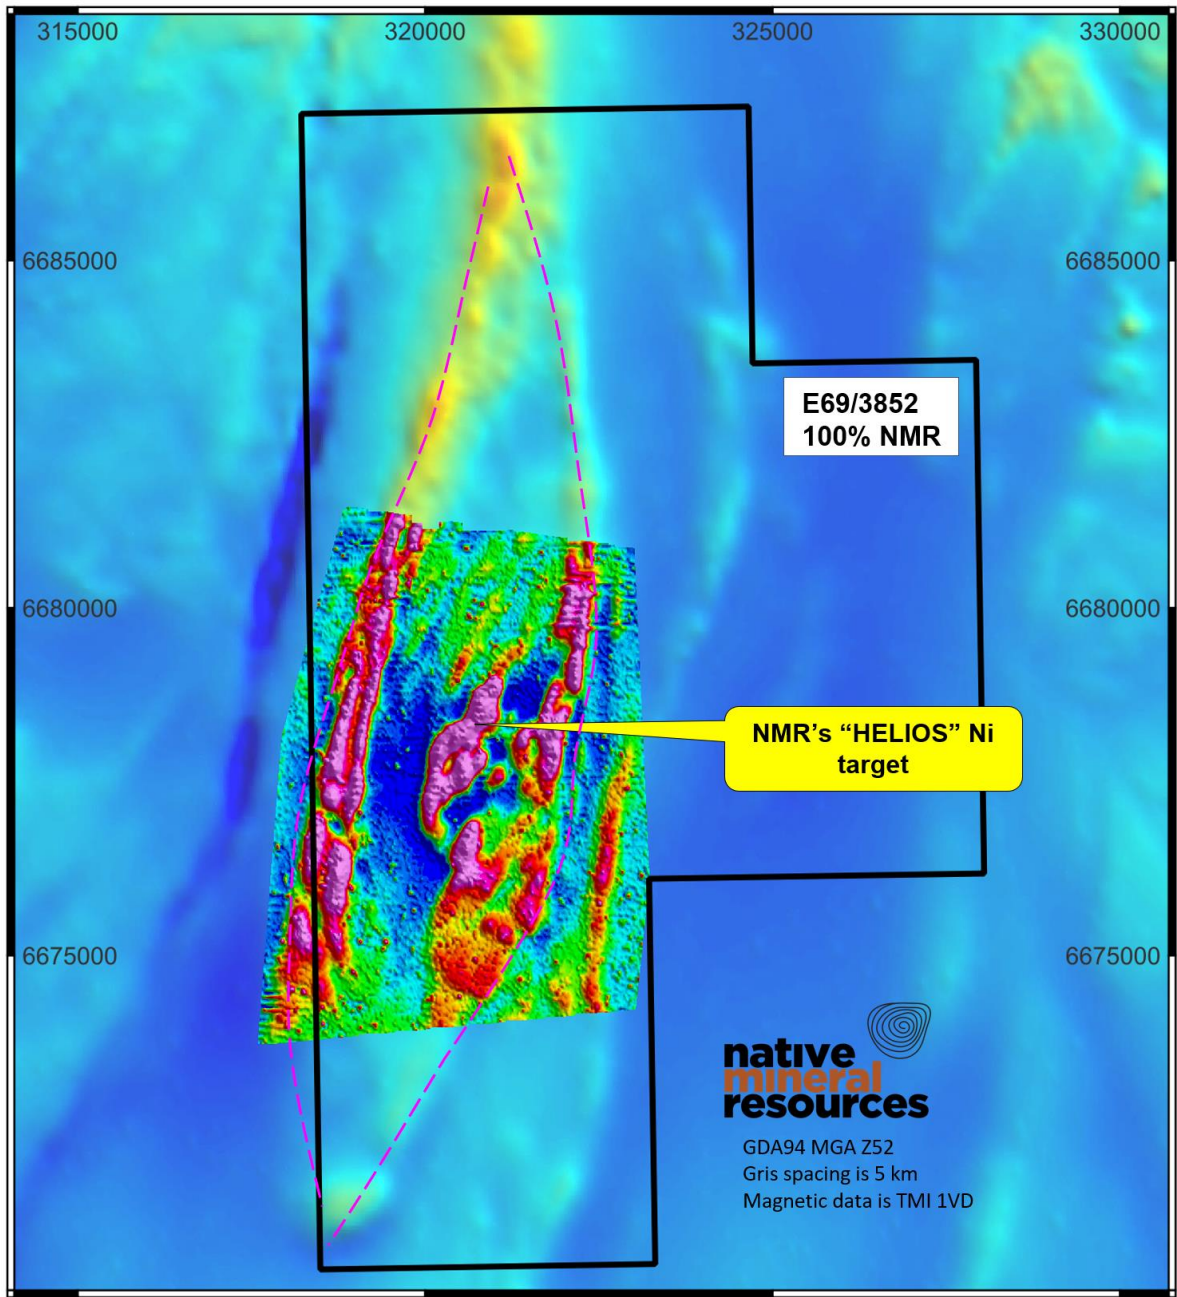 315000 320000 325000 330000
6685000 6685000
E69/3852
100% NMR
6680000 6680000
NMR’s “HELIOS” Ni
target
6675000 6675000
native
mineral
resources
GDA94 MGA Z52
Gris spacing is 5 km
Magnetic data is TMI 1VD